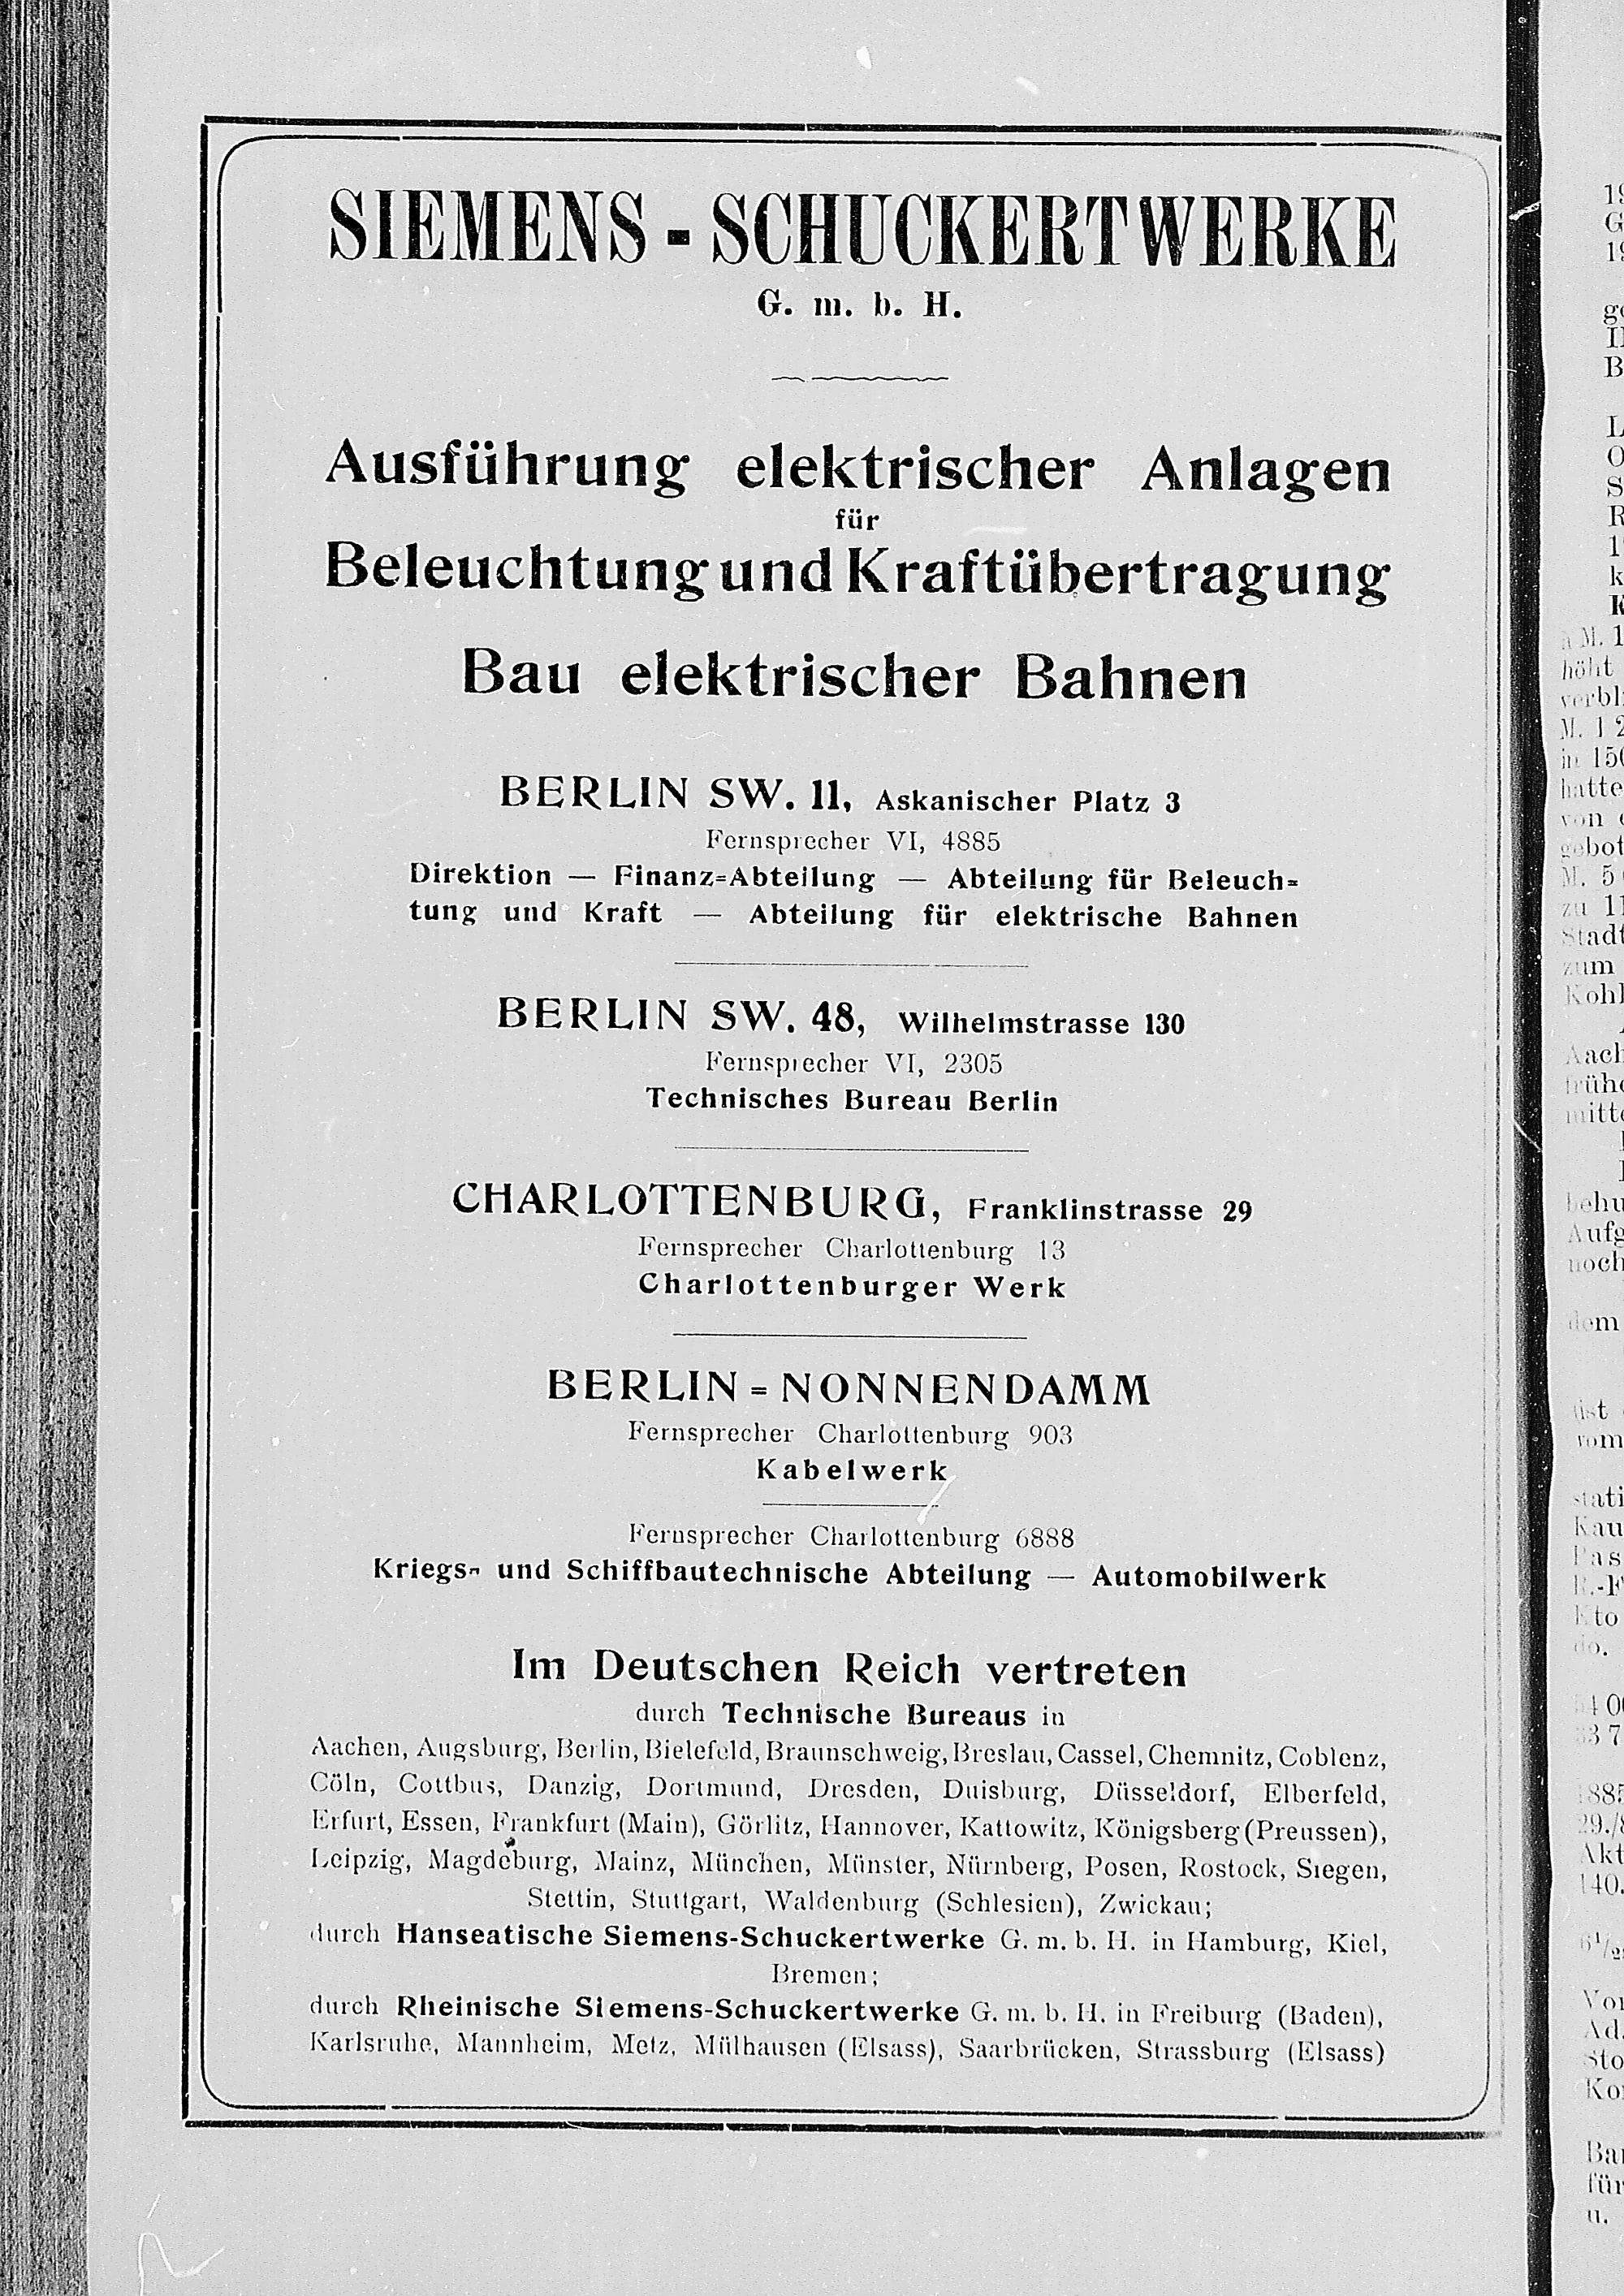 SIEMENS-SCHUCKERTWERKE
G. m. b. H.
Ausführung elektrischer Anlagen
für
Beleuchtung und Kraftübertragung
Bau elektrischer Bahnen
BERLIN SW. 11, Askanischer Platz 3
Fernsprecher VI, 4885
Direktion — Finanz=Abteilung — Abteilung für Beleuch=
tung und Kraft — Abteilung für elektrische Bahnen
BERLIN SW. 48, Wilhelmstrasse 130
Fernsprecher VI, 2305
Technisches Bureau Berlin
CHARLOTTENBURG, Franklinstrasse 29
Fernsprecher Charlottenburg 13
Charlottenburger Werk
BERLIN=NONNENDAMM
Fernsprecher Charlottenburg 903
Kabelwerk
Fernsprecher Charlottenburg 6888
Kriegs- und Schiffbautechnische Abteilung — Automobilwerk
Im Deutschen Reich vertreten
durch Technische Bureaus in
Aachen, Augsburg, Berlin, Bielefeld, Braunschweig, Breslau, Cassel, Chemnitz, Coblenz,
Cöln, Cottbus, Danzig, Dortmund, Dresden, Duisburg, Düsseldorf, Elberfeld,
Erfurt, Essen, Frankfurt (Main), Görlitz, Hannover, Kattowitz, Königsberg (Preussen),
Leipzig, Magdeburg, Mainz, München, Münster, Nürnberg, Posen, Rostock, Siegen,
Stettin, Stuttgart, Waldenburg (Schlesien), Zwickau;
durch Hanseatische Siemens-Schuckertwerke G. m. b. H. in Hamburg, Kiel,
Bremen;
durch Rheinische Siemens-Schuckertwerke G. m. b. H. in Freiburg (Baden),
Karlsruhe, Mannheim, Metz, Mülhausen (Elsass), Saarbrücken, Strassburg (Elsass)